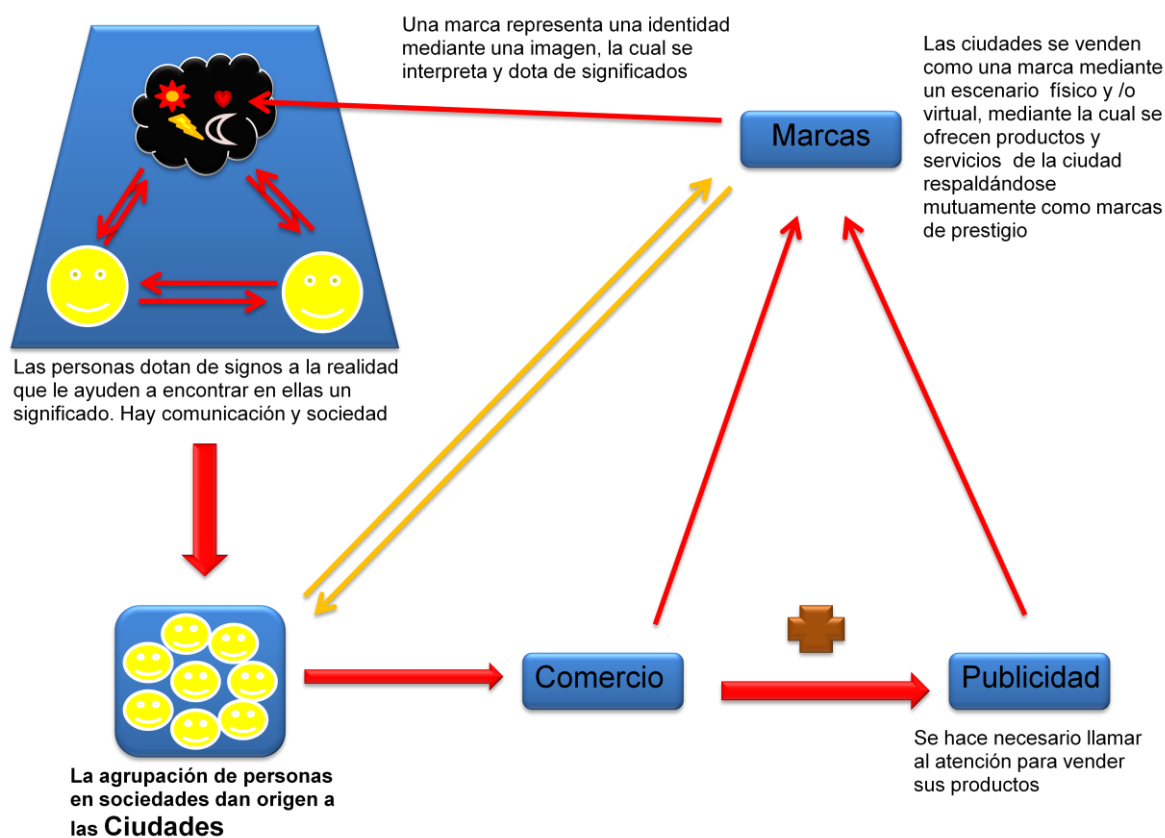 Una marca representa una identidad
mediante una imagen, la cual se
interpreta y dota de significados
Las ciudades se venden
como una marca mediante
un escenario físico y /o
virtual, mediante la cual se
ofrecen productos y
servicios de la ciudad
respaldándose
mutuamente como marcas
de prestigio
Marcas
Las personas dotan de signos a la realidad
que le ayuden a encontrar en ellas un
significado. Hay comunicación y sociedad
Comercio
Publicidad
Se hace necesario llamar
al atención para vender
sus productos
La agrupación de personas
en sociedades dan origen a
las Ciudades